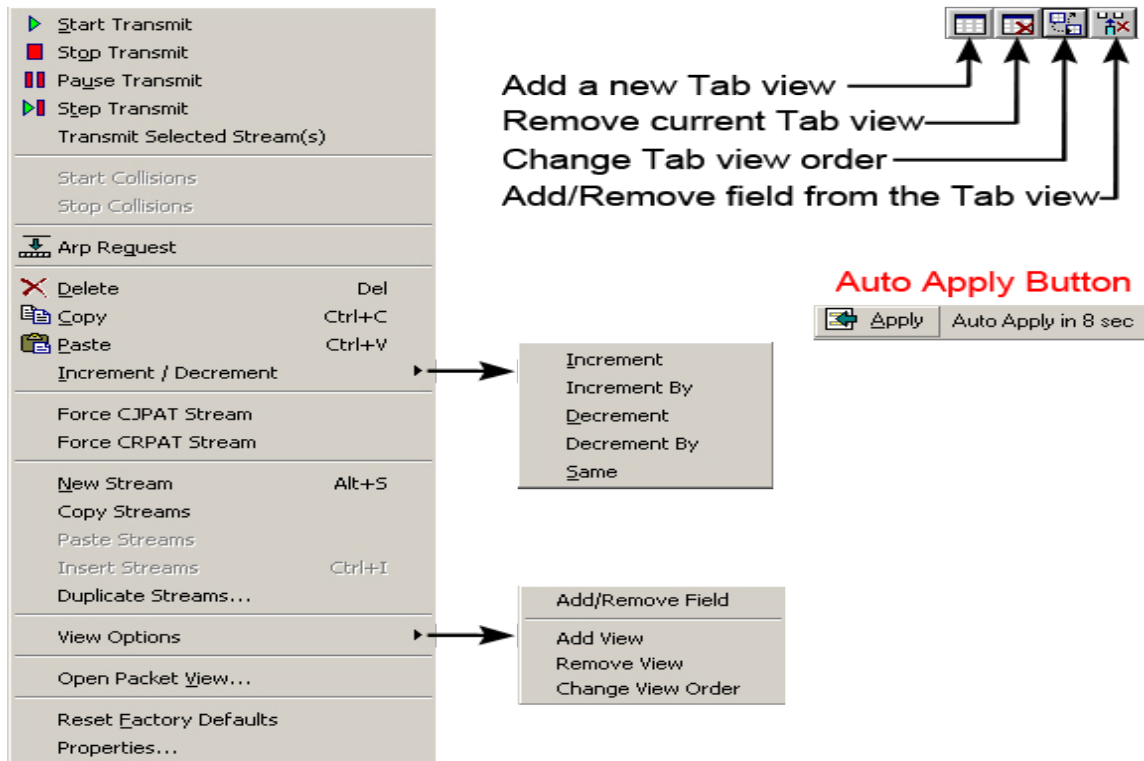 Start Transmit
Stop Transmit
Pause Transmit
Step Transmit
Transmit Selected Stream(s)
Start Collisions
Stop Collisions
Arp Request
Delete Del
Copy Ctrl+C
Paste Ctrl+V
Increment / Decrement
Force CJPAT Stream
Force CRPAT Stream
New Stream Alt+S
Copy Streams
Paste Streams
Insert Streams Ctrl+I
Duplicate Streams...
View Options
Open Packet View...
Reset Factory Defaults
Properties...
Add a new Tab view
Remove current Tab view
Change Tab view order
Add/Remove field from the Tab view
Auto Apply Button
Apply Auto Apply in 8 sec
Increment
Increment By
Decrement
Decrement By
Same
Add/Remove Field
Add View
Remove View
Change View Order